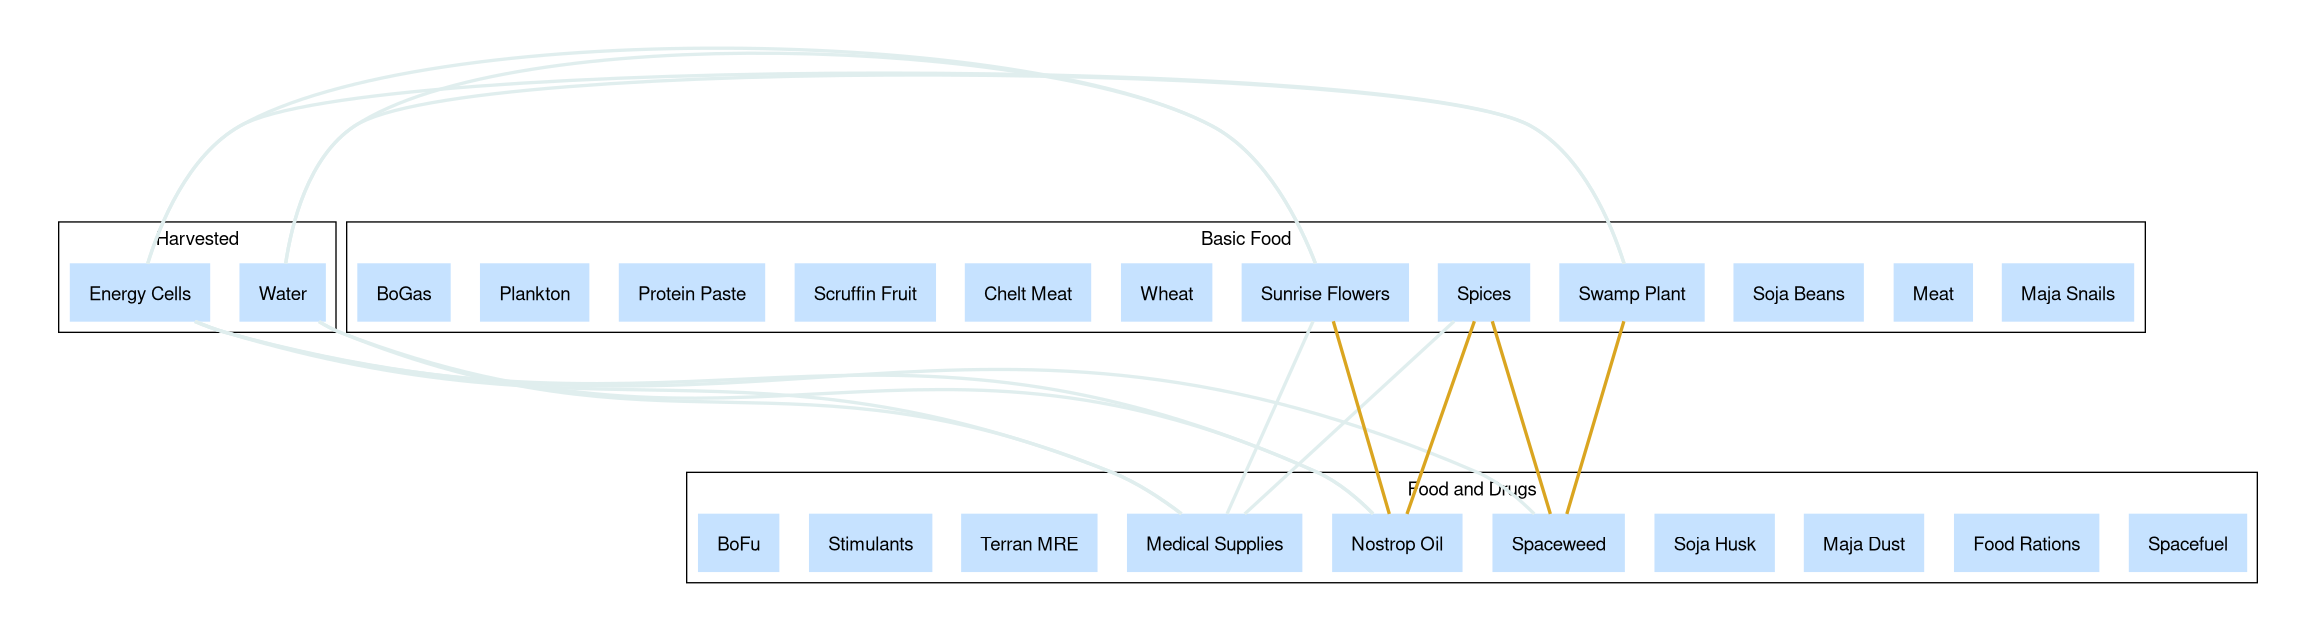 Harvested
Basic Food
Energy Cells
Water
BoGas
Plankton
Protein Paste
Scruffin Fruit
Chelt Meat
Wheat
Sunrise Flowers
Spices
Swamp Plant
Soja Beans
Meat
Maja Snails
Food and Drugs
BoFu
Stimulants
Terran MRE
Medical Supplies
Nostrop Oil
Spaceweed
Soja Husk
Maja Dust
Food Rations
Spacefuel